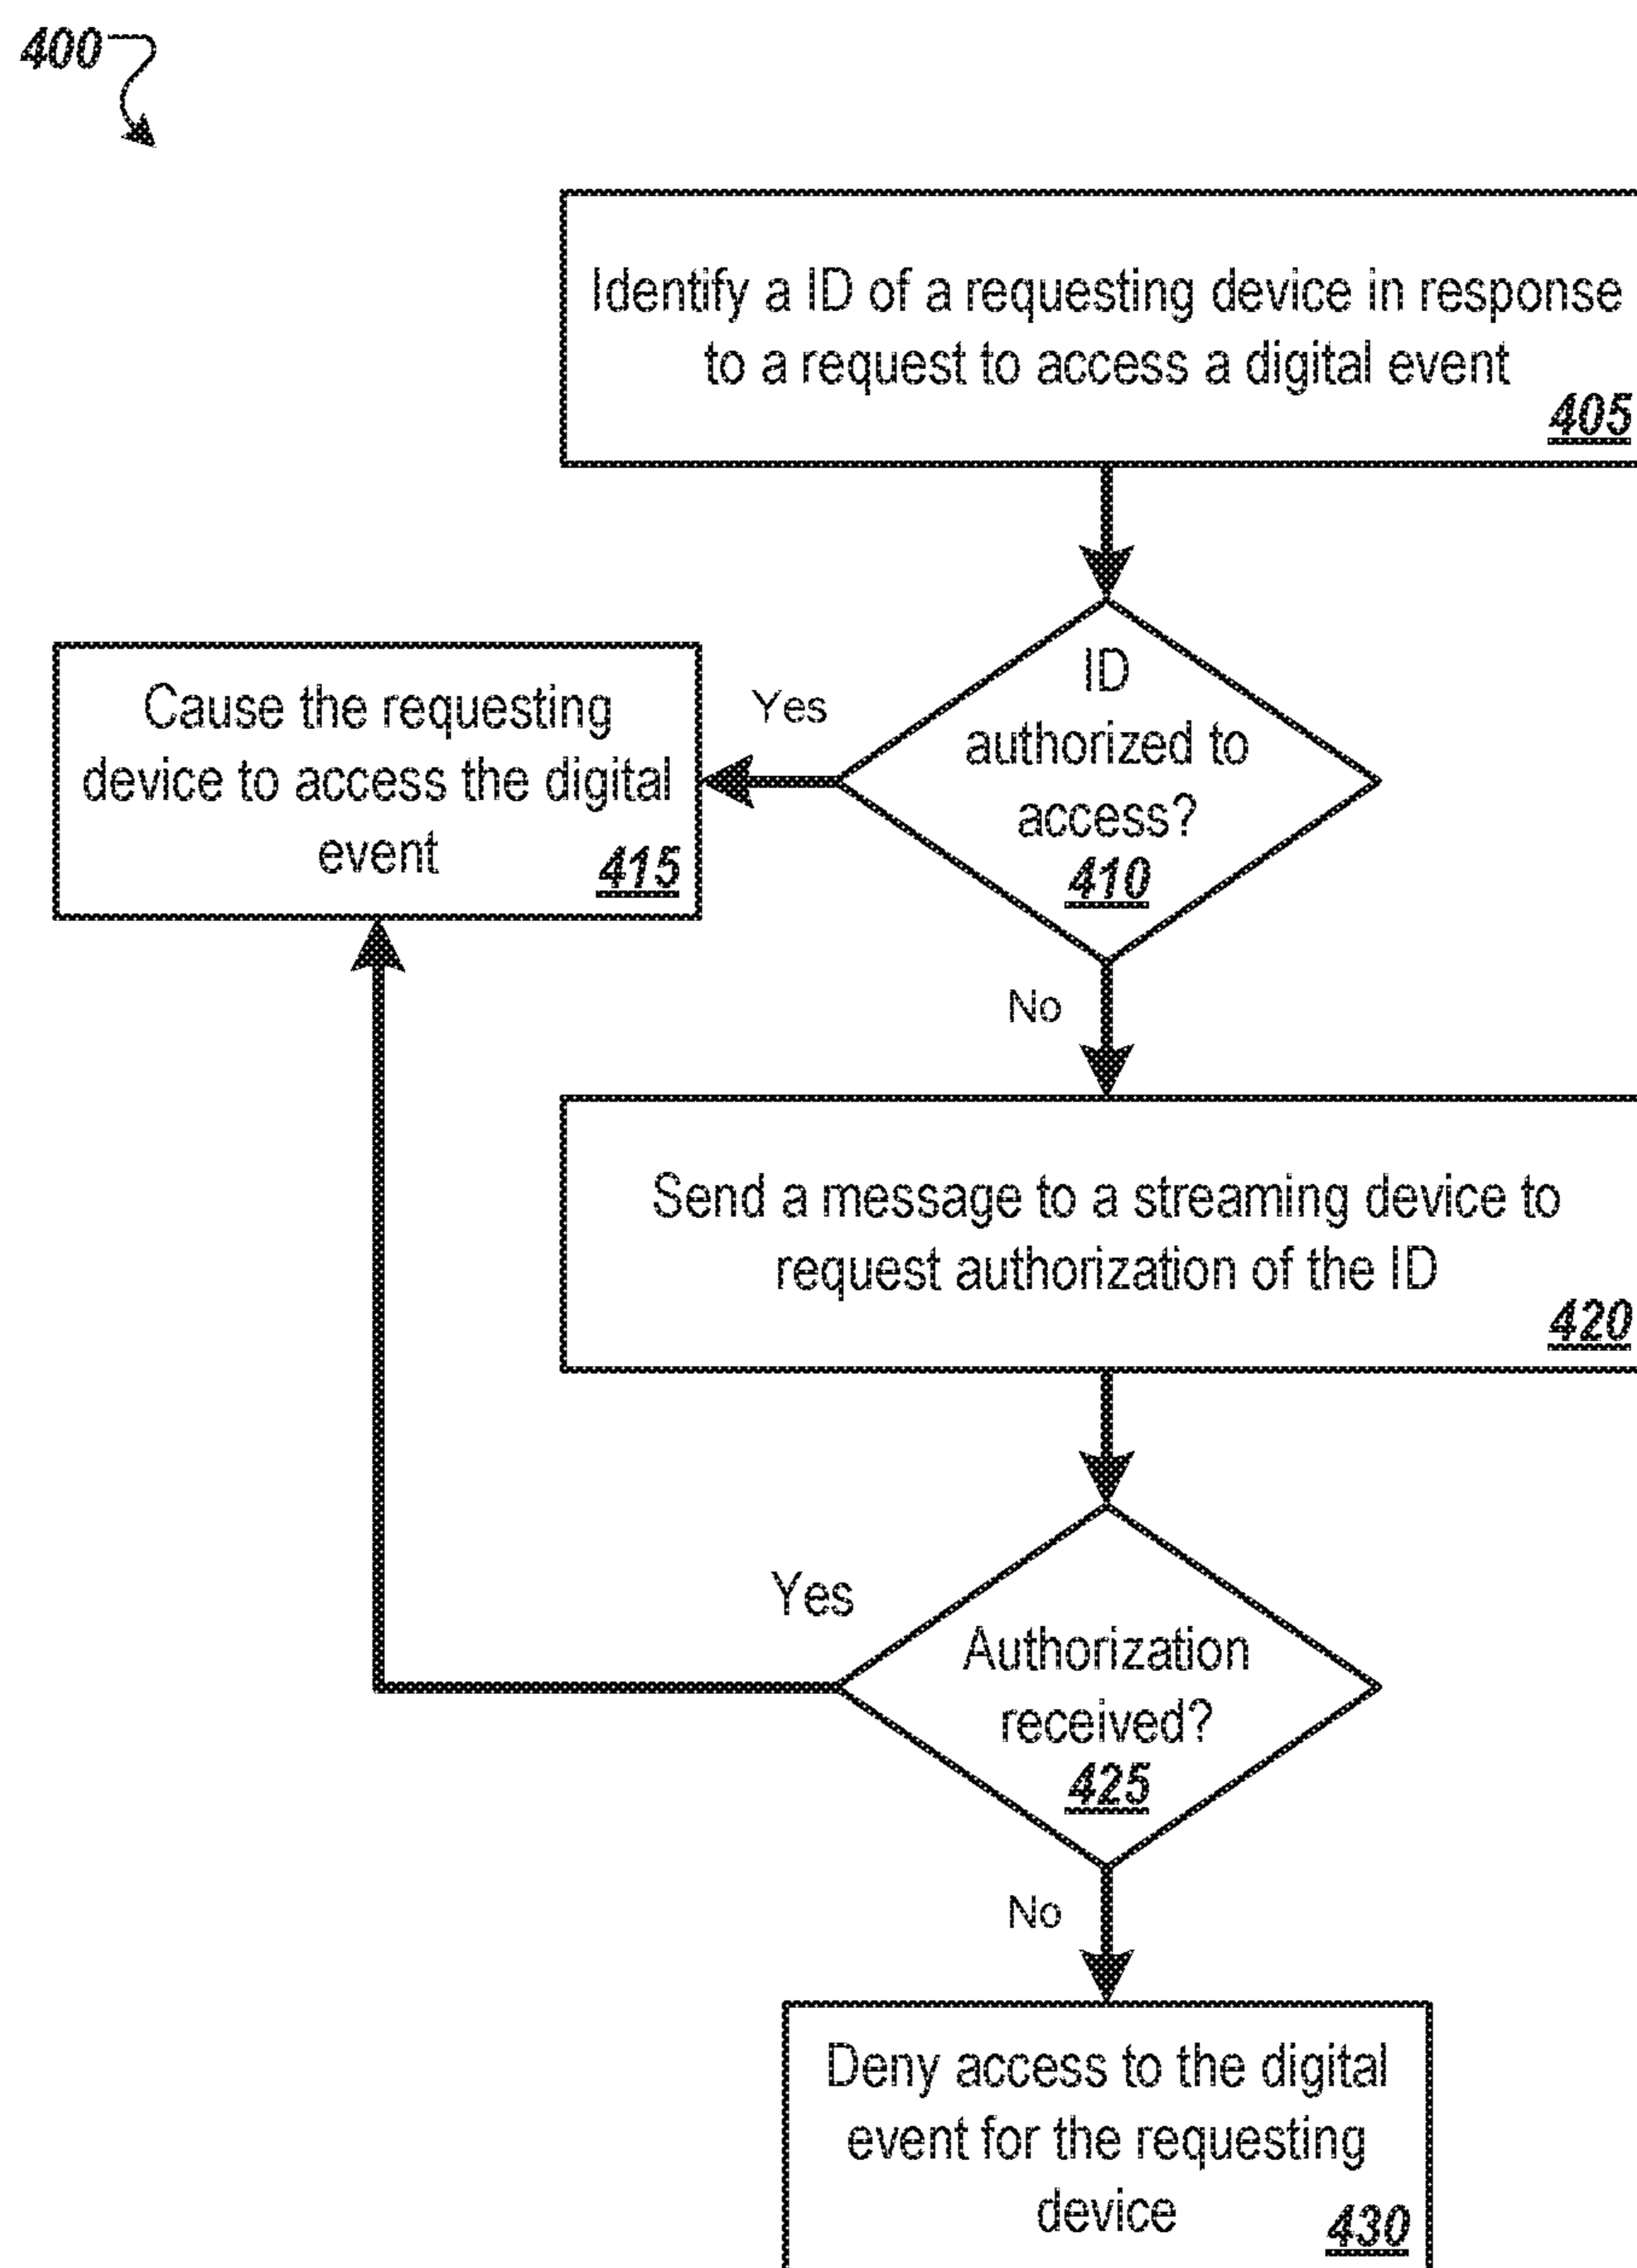 400
Identify a ID of a requesting device in response
to a request to access a digital event
405
ID
authorized to
access?
410
Yes
Cause the requesting
device to access the digital
event
415
No
Send a message to a streaming device to
request authorization of the ID
420
Yes
Authorization
received?
425
No
Deny access to the digital
event for the requesting
device
430